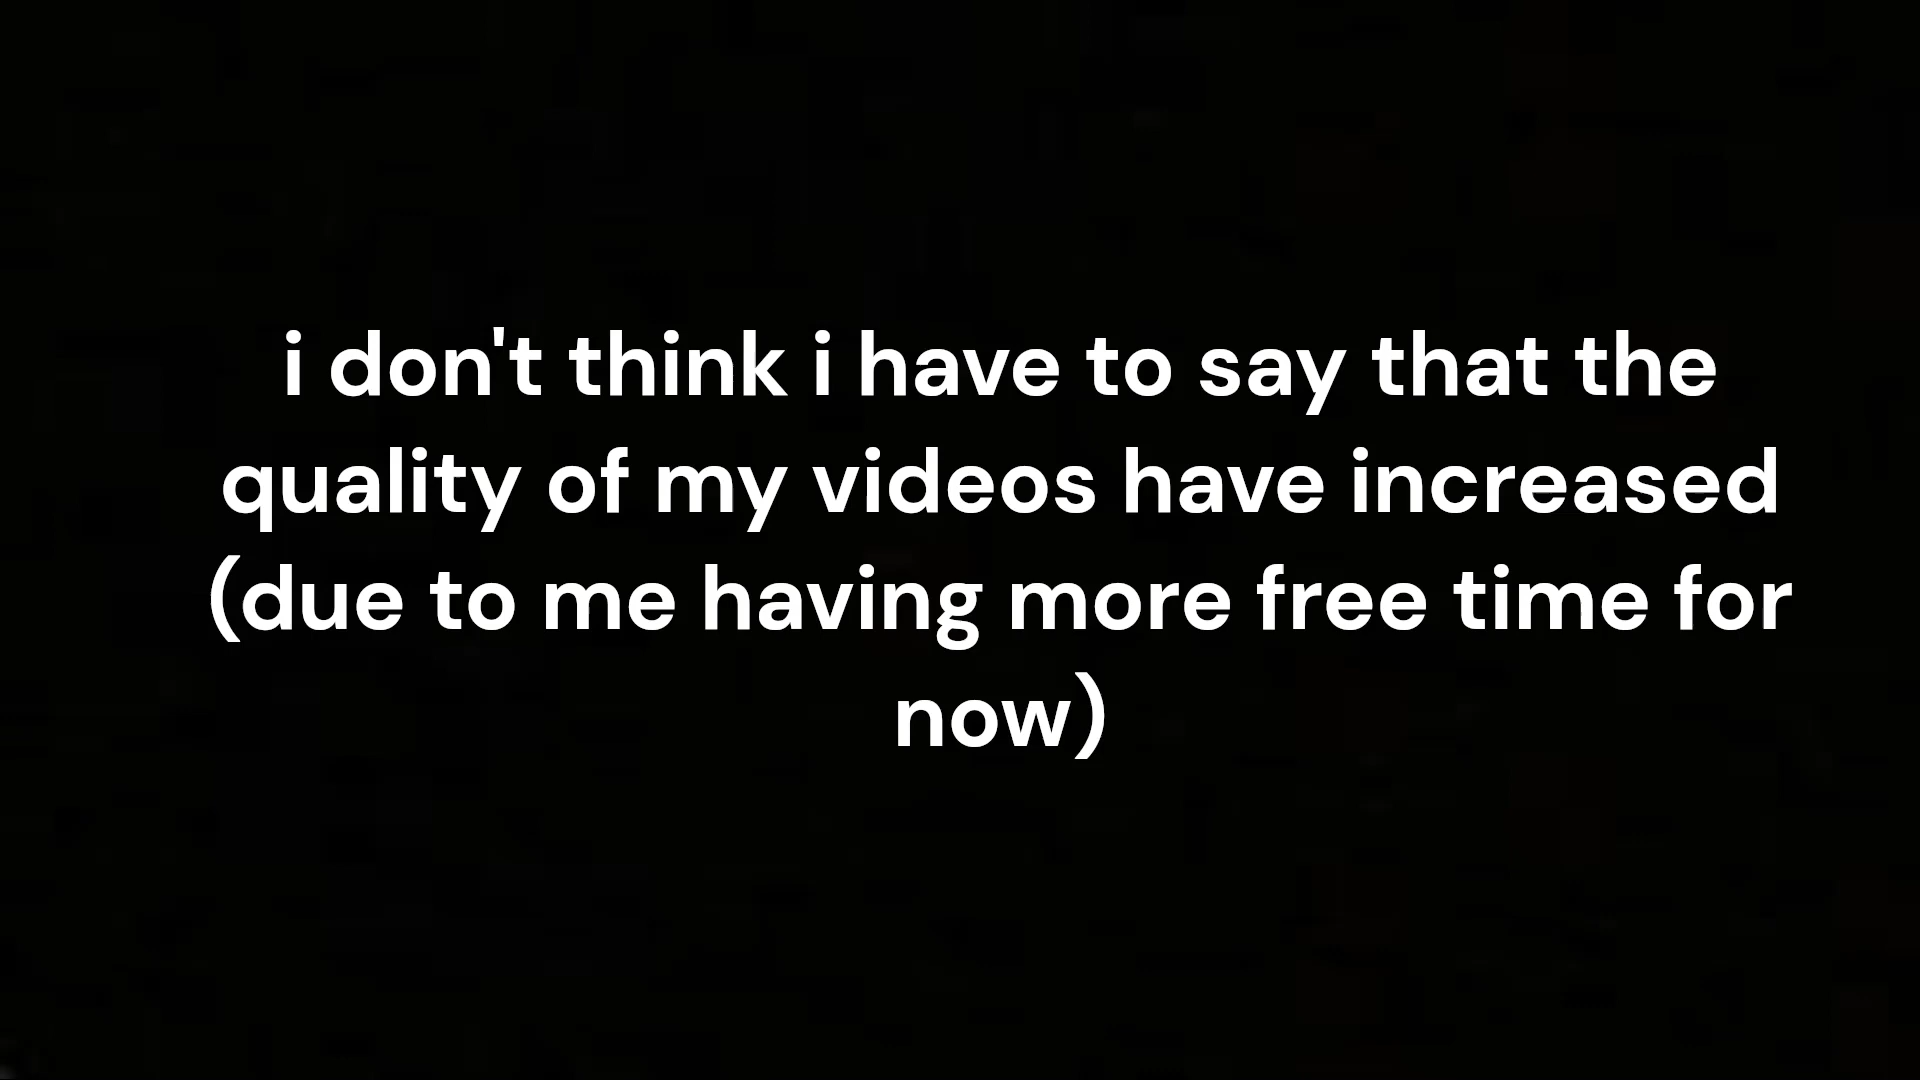 i don't think i have to say that the
quality of my videos have increased
(due to me having more free time for
now)